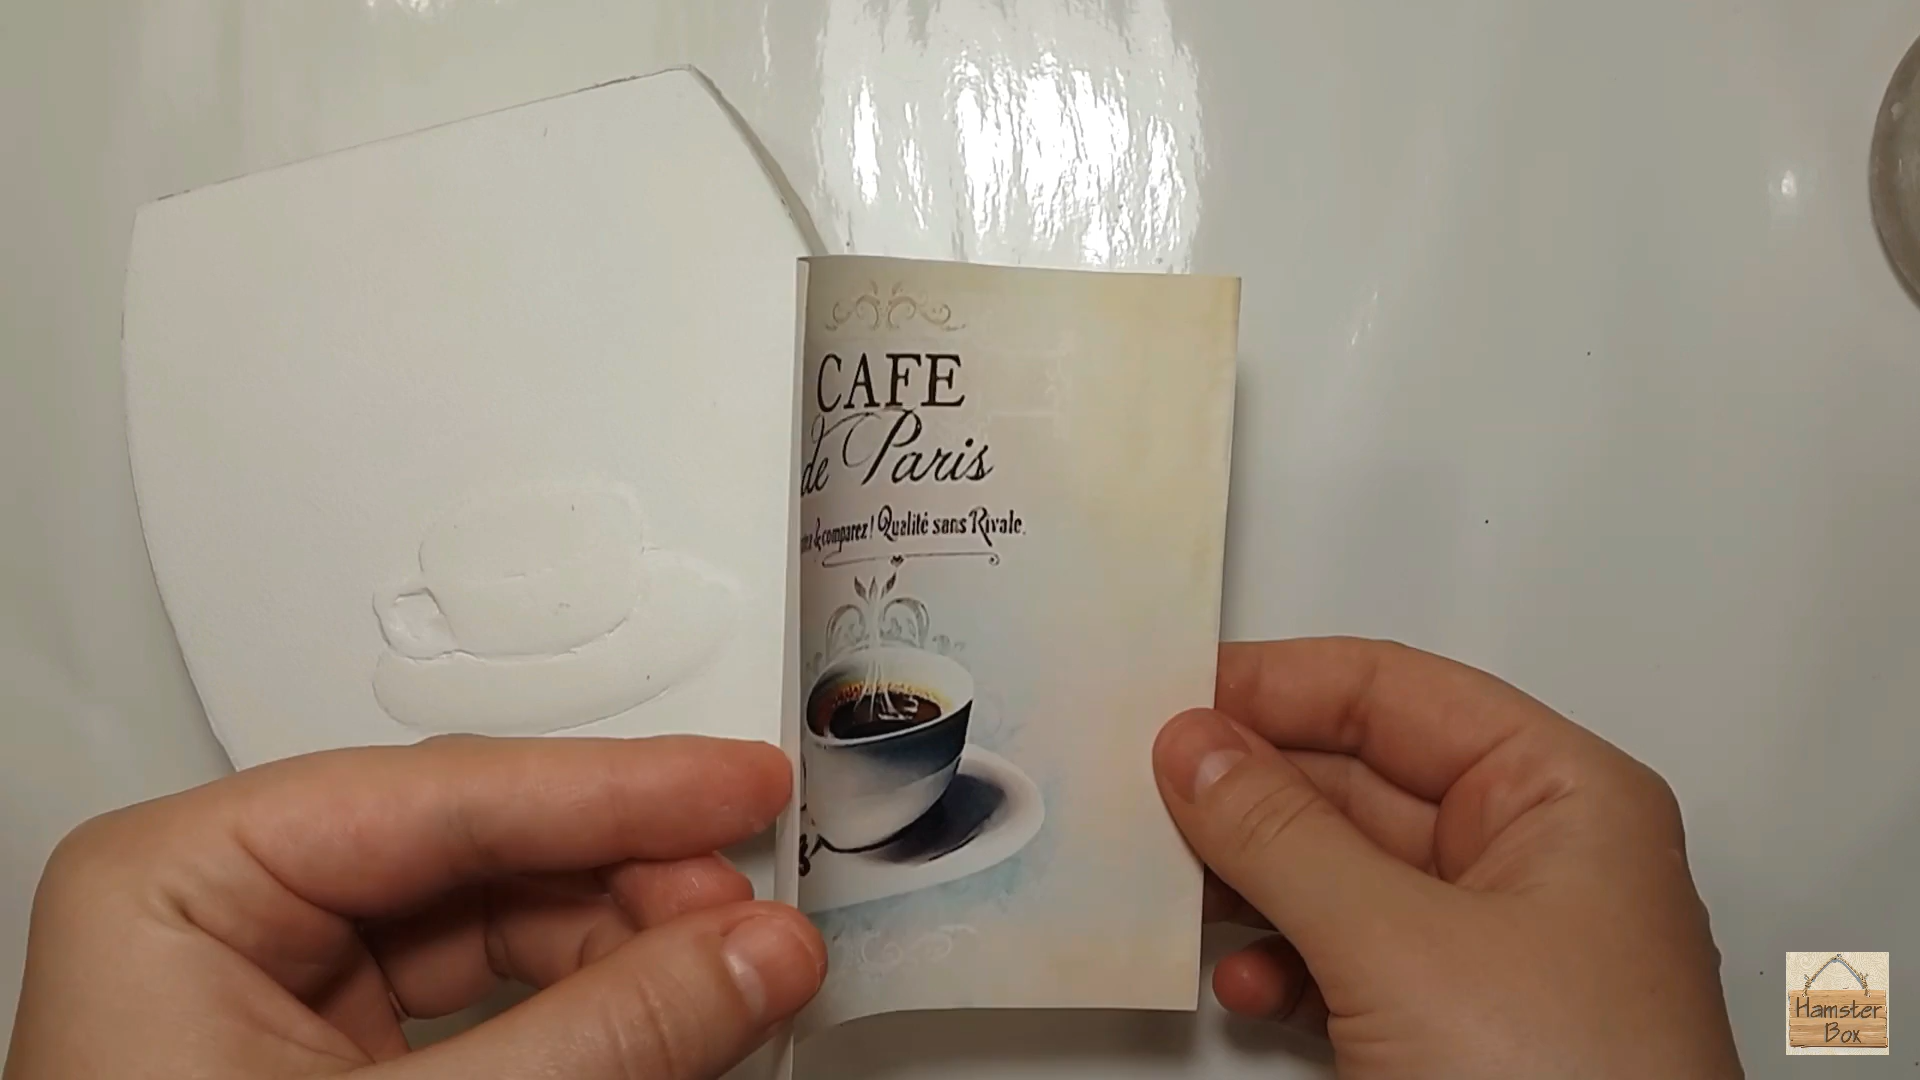 CAFE
de Paris
& comparez! Qualité sans Rivale.
Hamster
Box